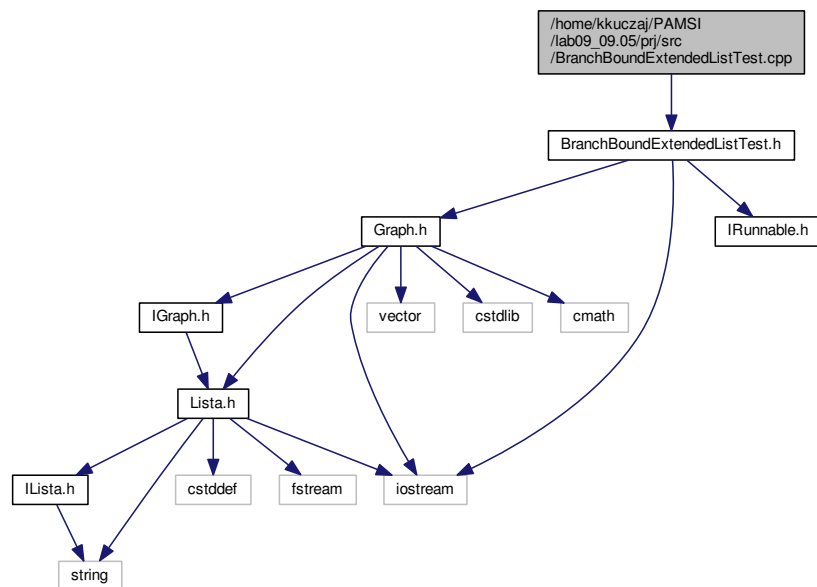 /home/kkuczaj/PAMSI
/lab09_09.05/prj/src
/BranchBoundExtendedListTest.cpp
BranchBoundExtendedListTest.h
Graph.h
IRunnable.h
IGraph.h
vector
cstdlib
cmath
Lista.h
ILista.h
cstddef
fstream
iostream
string